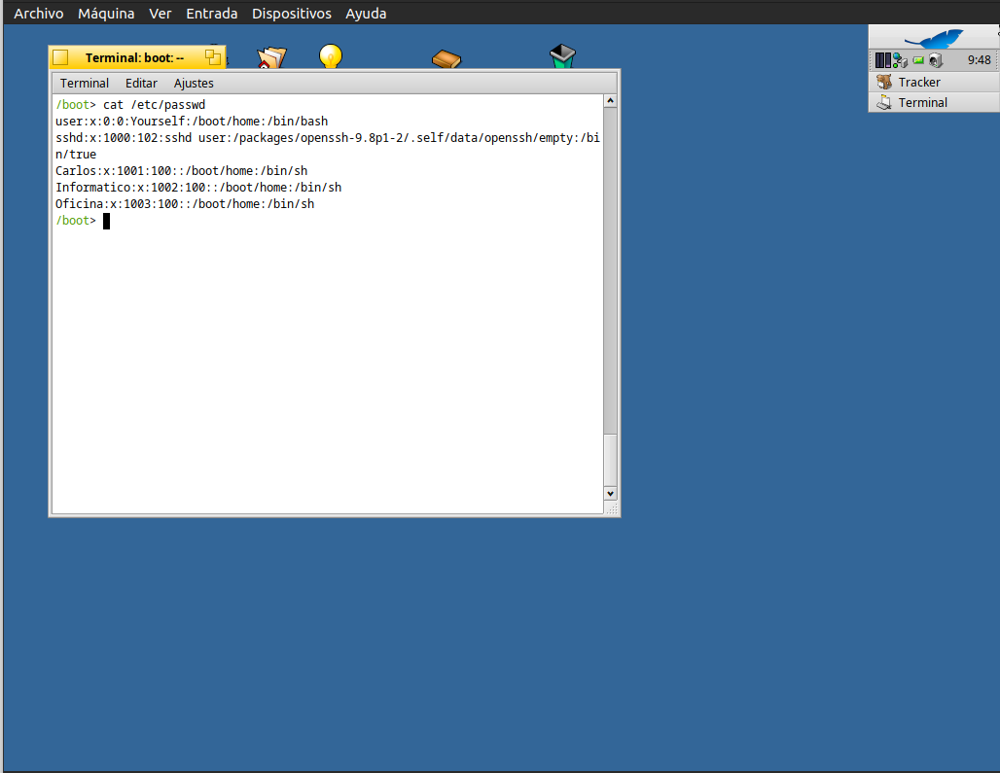 Archivo Máquina Ver Entrada Dispositivos Ayuda
Terminal: boot: --
9:48
Tracker
Terminal
Terminal Editar Ajustes
/boot> cat /etc/passwd
user:x:0:0:Yourself:/boot/home:/bin/bash
sshd:x:1000:102:sshd user:/packages/openssh-9.8p1-2/.self/data/openssh/empty:/bi
n/true
Carlos:x:1001:100::/boot/home:/bin/sh
Informatico:x:1002:100::/boot/home:/bin/sh
Oficina:x:1003:100::/boot/home:/bin/sh
/boot>